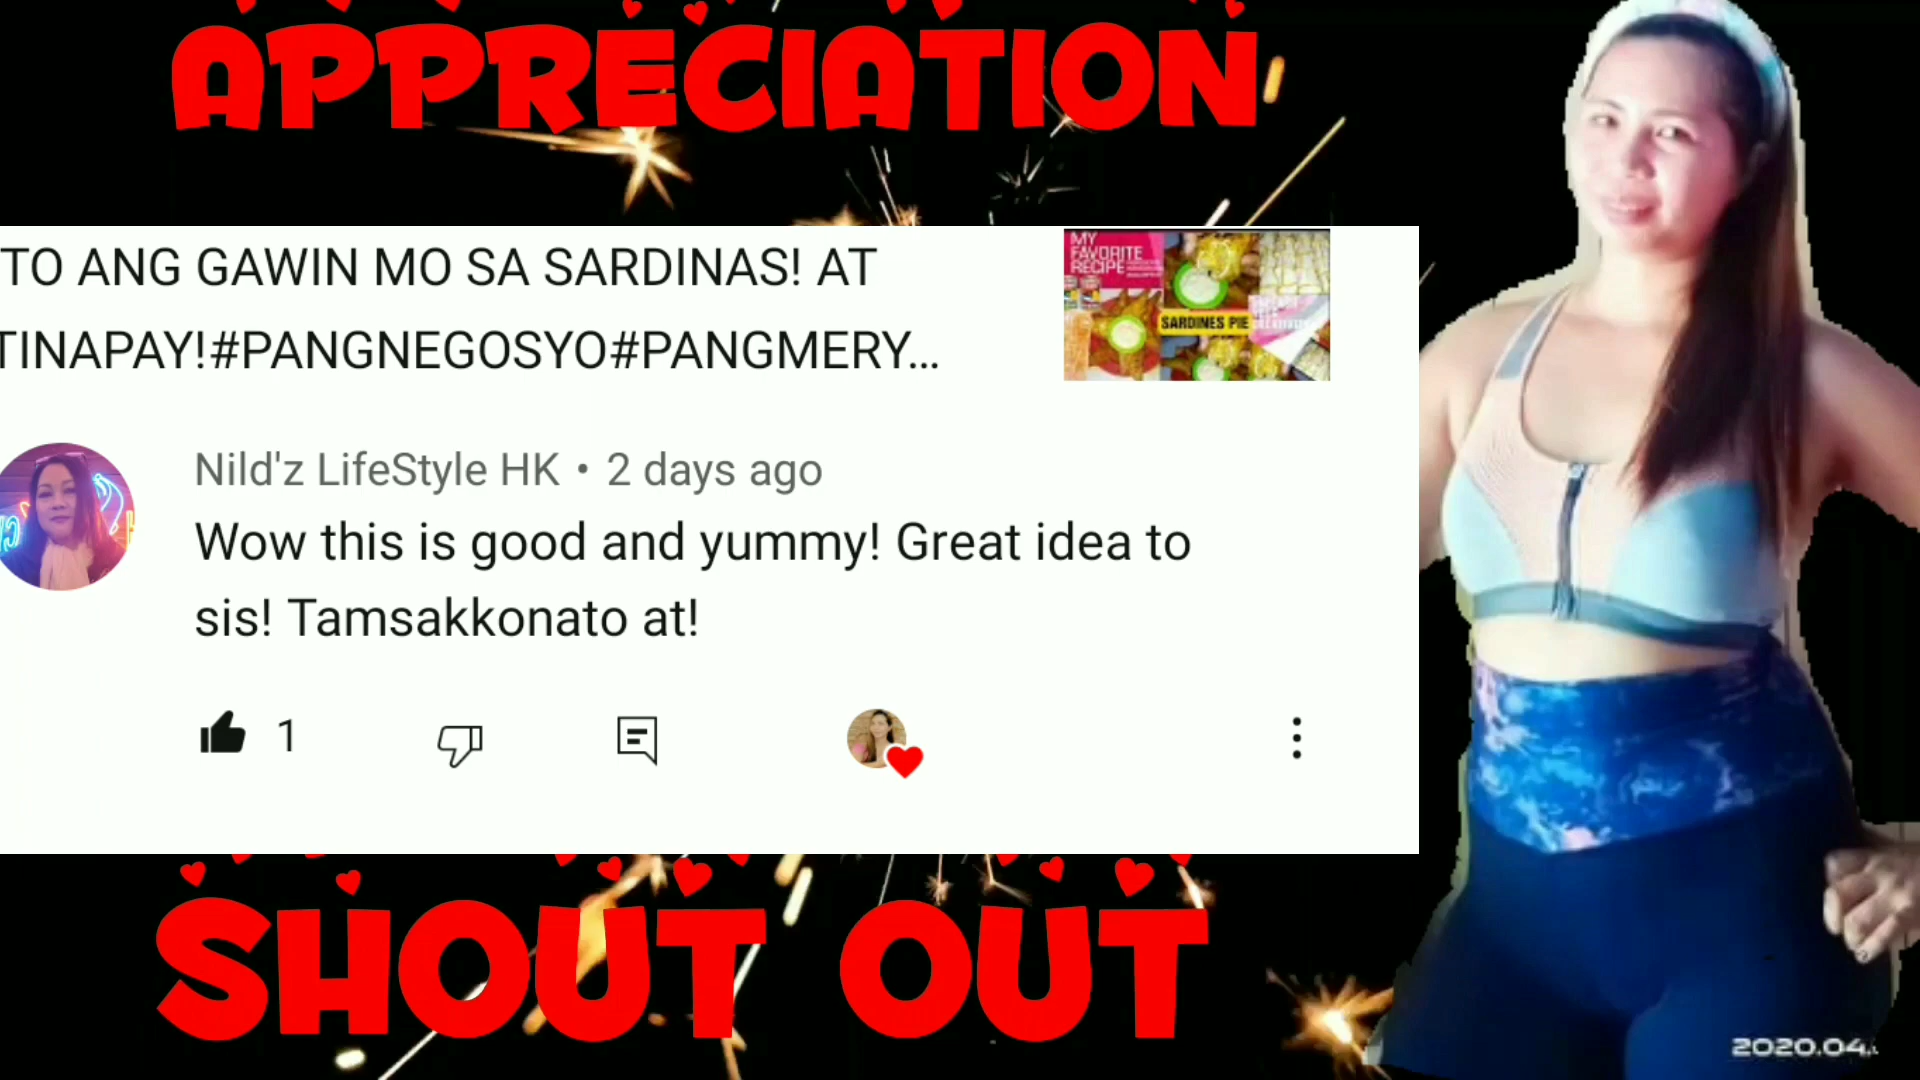 APPRECIATION
TO ANG GAWIN MO SA SARDINAS! AT
TINAPAY!#PANGNEGOSYO#PANGMERY...
MY
FAVORITE
RECIPE
SARDINES PIE
Nild'z LifeStyle HK • 2 days ago
Wow this is good and yummy! Great idea to
sis! Tamsakkonato at!
1
SHOUT OUT
2020.04.